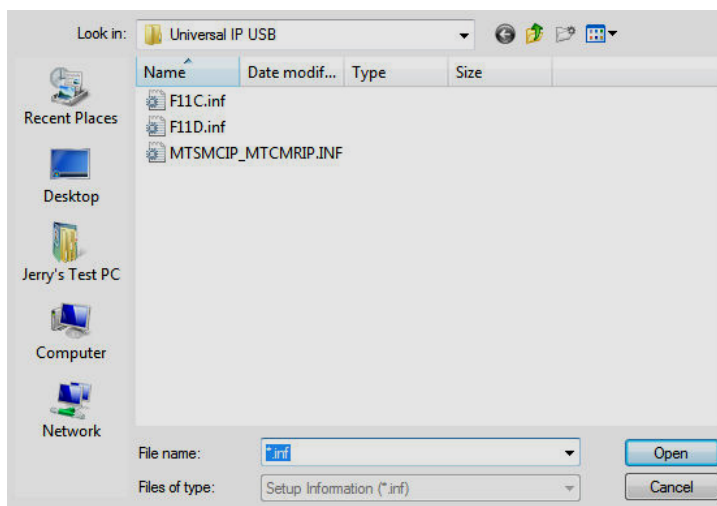 Look in: Universal IP USB
Name Date modif... Type Size
F11C.inf
F11D.inf
MTSMCIP_MTCMRIP.INF
Recent Places
Desktop
Jerry's Test PC
Computer
Network
File name: *.inf Open
Files of type: Setup Information (*.inf) Cancel